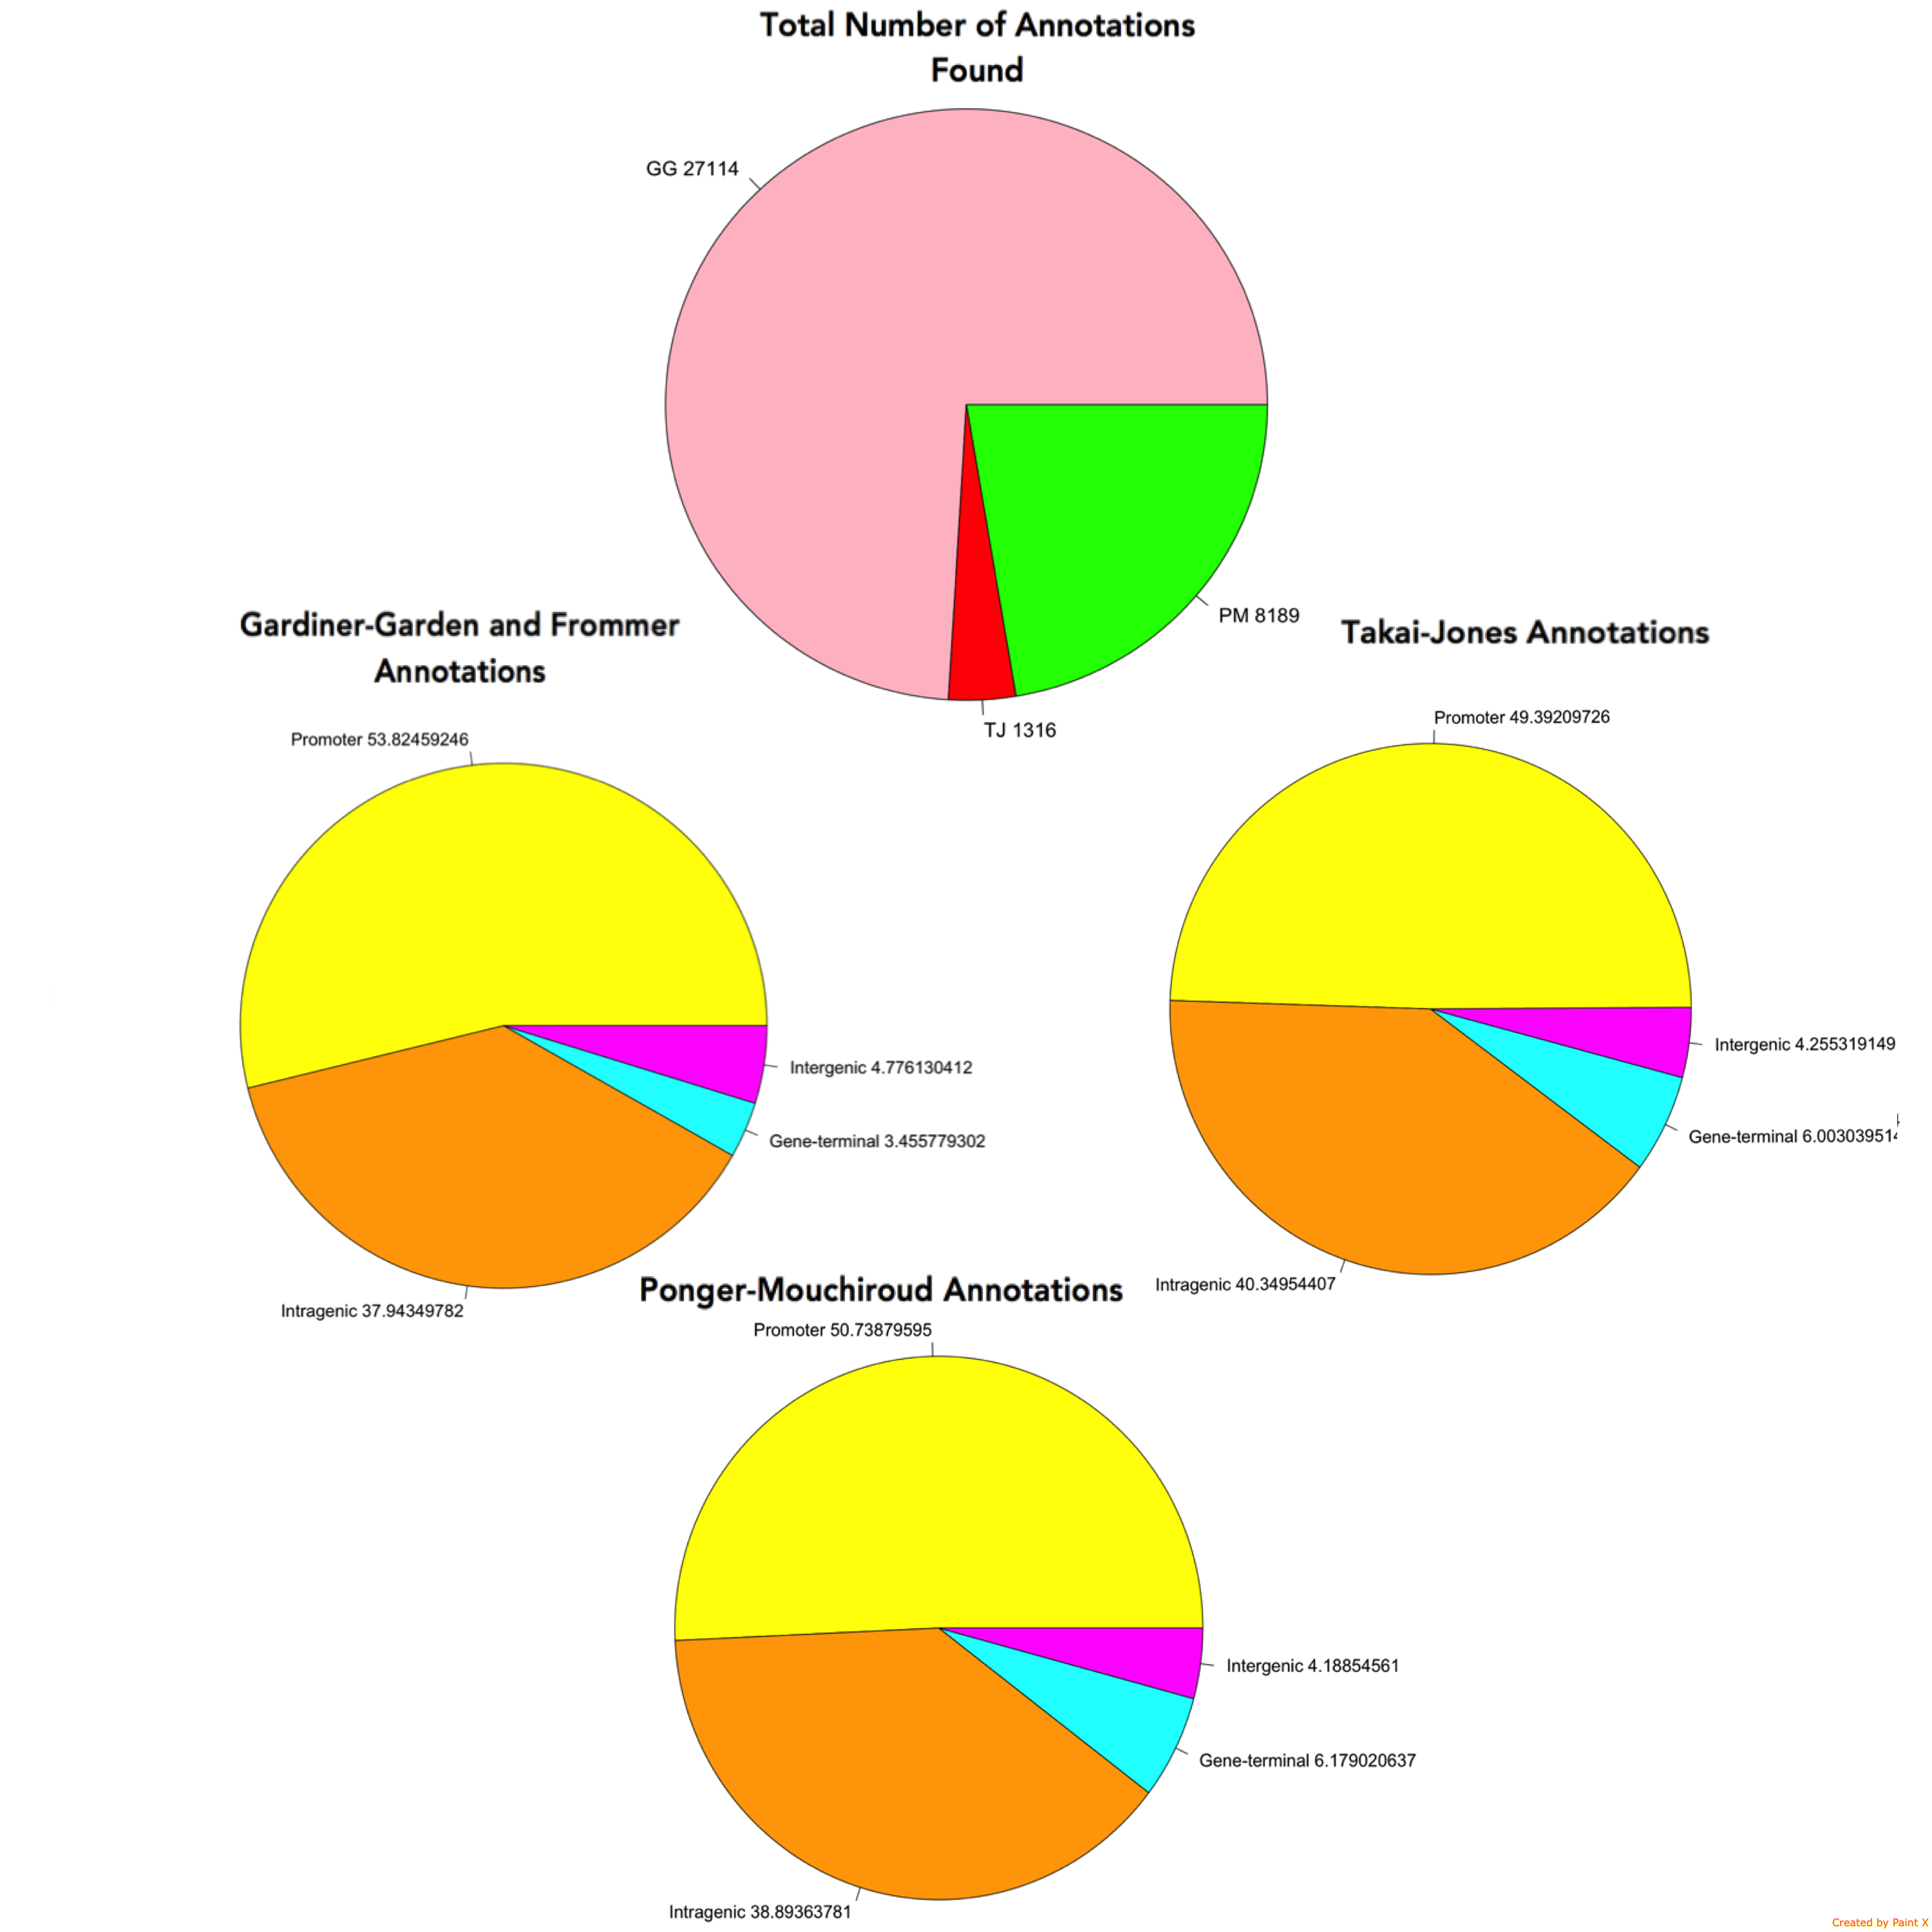 Total Number of Annotations
Found
GG 27114
PM 8189
TJ 1316
Gardiner-Garden and Frommer
Annotations
Promoter 53.82459246
Intergenic 4.776130412
Gene-terminal 3.455779302
Intragenic 37.94349782
Takai-Jones Annotations
Promoter 49.39209726
Intergenic 4.255319149
Gene-terminal 6.003039514
Intragenic 40.34954407
Ponger-Mouchiroud Annotations
Promoter 50.73879595
Intergenic 4.18854561
Gene-terminal 6.179020637
Intragenic 38.89363781
Created by Paint X